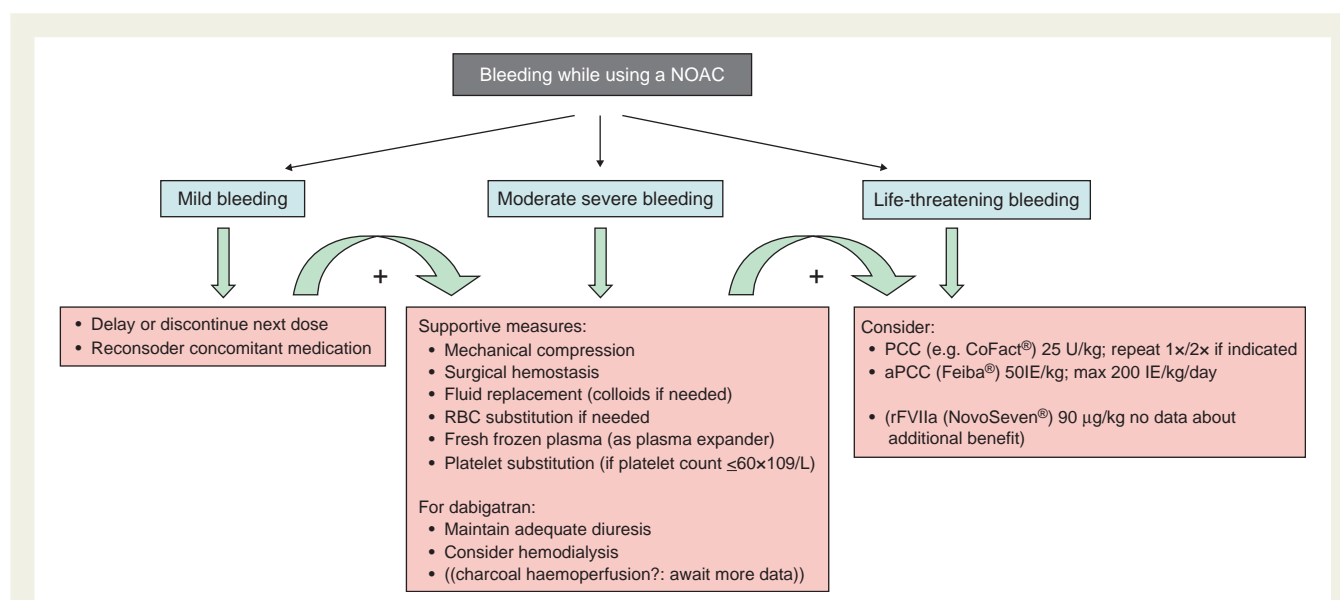 Bleeding while using a NOAC
Mild bleeding
Moderate severe bleeding
Life-threatening bleeding
+
+
• Delay or discontinue next dose
• Reconsoder concomitant medication
Supportive measures:
• Mechanical compression
• Surgical hemostasis
• Fluid replacement (colloids if needed)
• RBC substitution if needed
• Fresh frozen plasma (as plasma expander)
• Platelet substitution (if platelet count ≤60×109/L)
For dabigatran:
• Maintain adequate diuresis
• Consider hemodialysis
• ((charcoal haemoperfusion?: await more data))
Consider:
• PCC (e.g. CoFact®) 25 U/kg; repeat 1×/2× if indicated
• aPCC (Feiba®) 50IE/kg; max 200 IE/kg/day
• (rFVIIa (NovoSeven®) 90 μg/kg no data about
additional benefit)